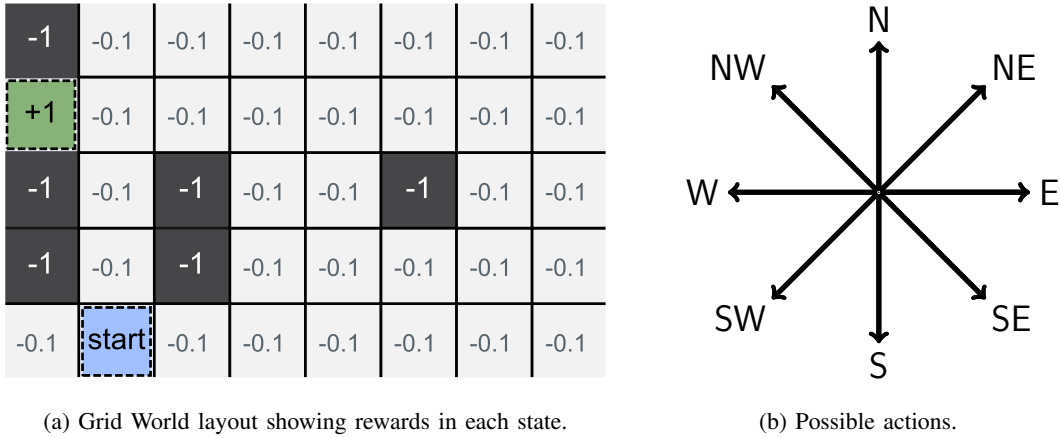 -1 -0.1 -0.1 -0.1 -0.1 -0.1 -0.1 -0.1
+1 -0.1 -0.1 -0.1 -0.1 -0.1 -0.1 -0.1
-1 -0.1 -1 -0.1 -0.1 -1 -0.1 -0.1
-1 -0.1 -1 -0.1 -0.1 -0.1 -0.1 -0.1
-0.1 start -0.1 -0.1 -0.1 -0.1 -0.1 -0.1
(a) Grid World layout showing rewards in each state.
N
NW NE
W E
SW SE
S
(b) Possible actions.